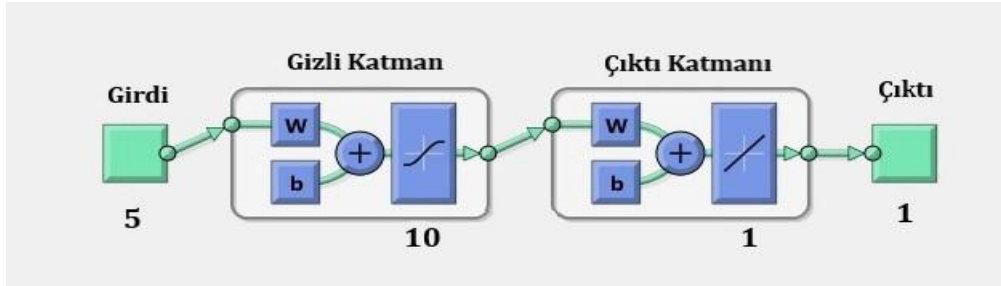 Girdi
5
Gizli Katman
W
b
+
10
Çıktı Katmanı
W
b
+
1
Çıktı
1